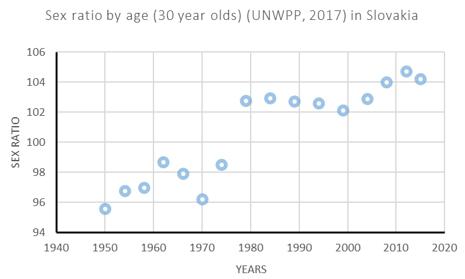 Sex ratio by age (30 year olds) (UNWPP, 2017) in Slovakia
106
104
102
100
98
96
94
SEX RATIO
1940 1950 1960 1970 1980 1990 2000 2010 2020
YEARS